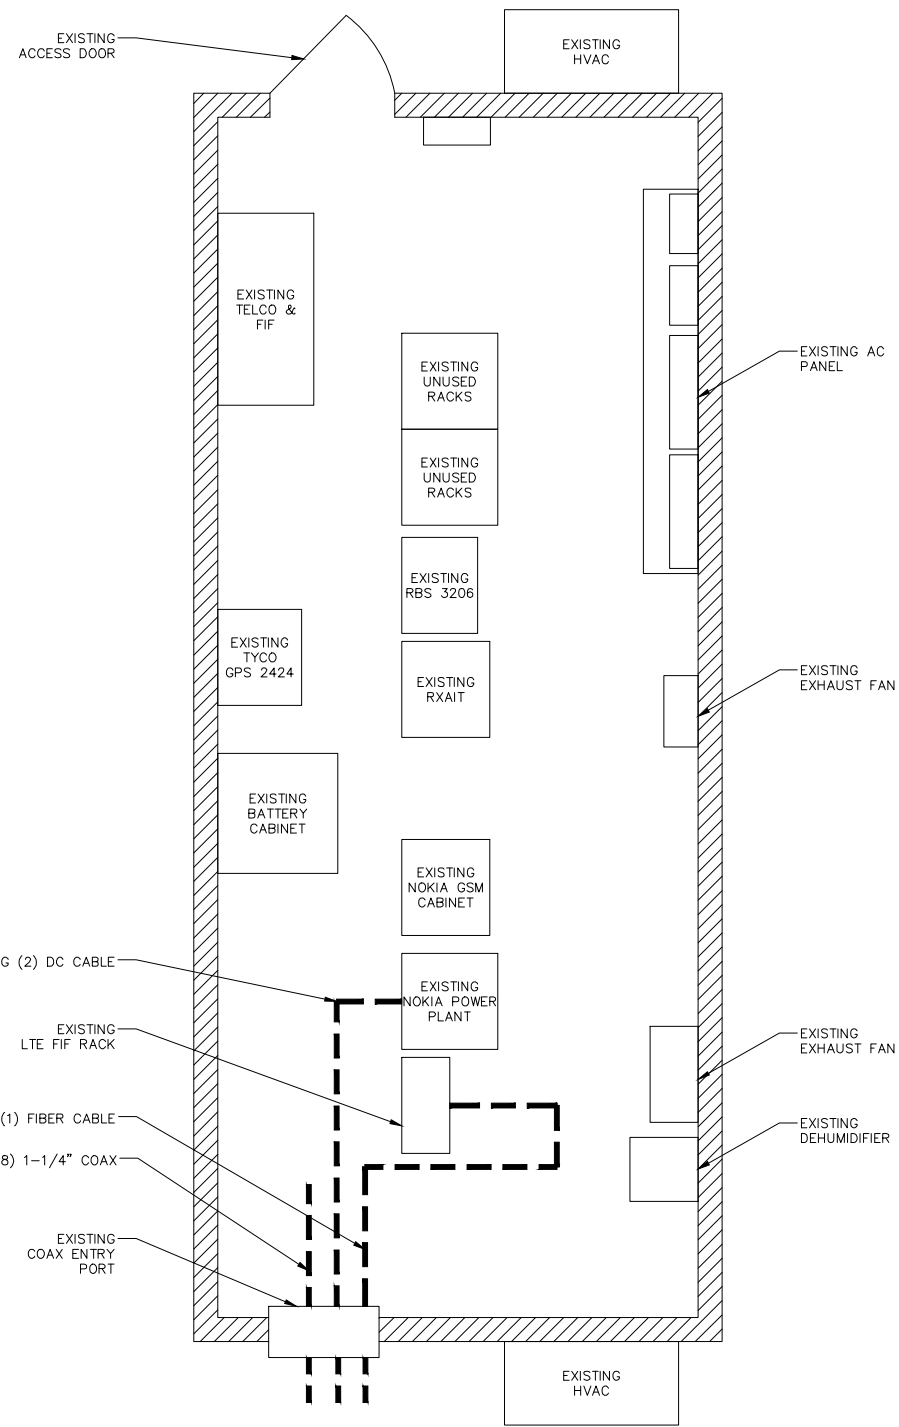 EXISTING
ACCESS DOOR
EXISTING
HVAC
EXISTING
TELCO &
FIF
EXISTING
UNUSED
RACKS
EXISTING AC
PANEL
EXISTING
UNUSED
RACKS
EXISTING
RBS 3206
EXISTING
TYCO
GPS 2424
EXISTING
RXAIT
EXISTING
EXHAUST FAN
EXISTING
BATTERY
CABINET
EXISTING
NOKIA GSM
CABINET
G (2) DC CABLE
EXISTING
NOKIA POWER
PLANT
EXISTING
LTE FIF RACK
EXISTING
EXHAUST FAN
(1) FIBER CABLE
EXISTING
DEHUMIDIFIER
8) 1-1/4" COAX
EXISTING
COAX ENTRY
PORT
EXISTING
HVAC